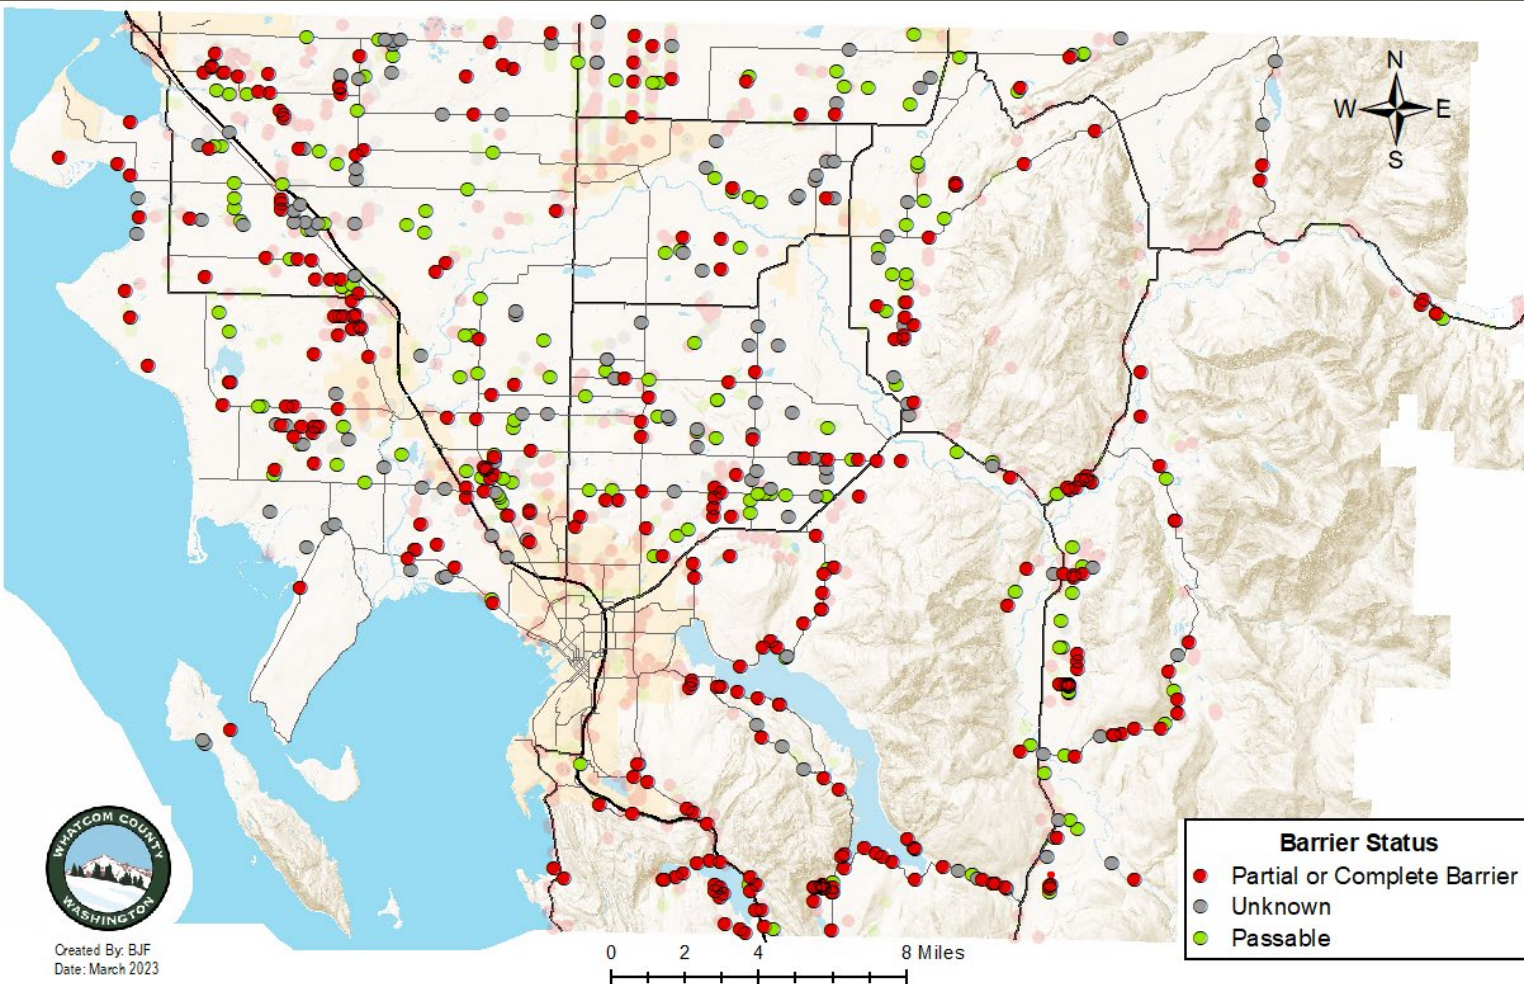 N
W E
S
WHATCOM COUNTY
WASHINGTON
Created By: BJF
Date: March 2023
0 2 4 8 Miles
Barrier Status
Partial or Complete Barrier
Unknown
Passable